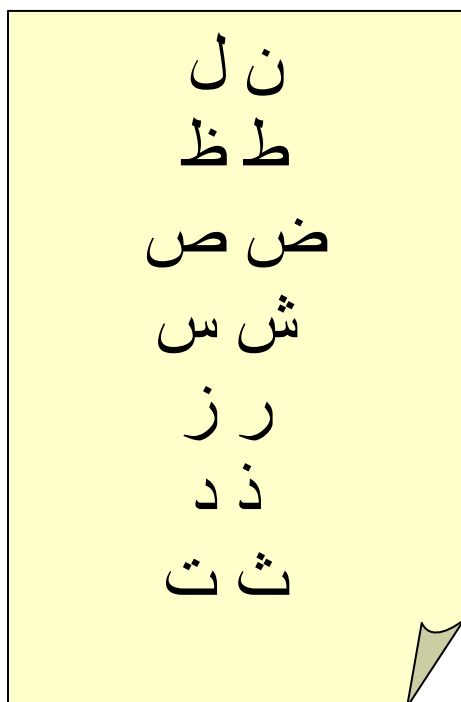 ن ل
ط ظ
ض ص
ش س
ر ز
ذ د
ث ت